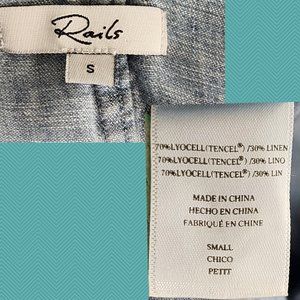 Rails
S
70%LYOCELL(TENCEL®)/30% LINEN
70%LYOCELL(TENCEL®)/30% LINO
70%LYOCELL(TENCEL®)/30% LIN
MADE IN CHINA
HECHO EN CHINA
FABRIQUÉ EN CHINE
SMALL
CHICO
PETIT